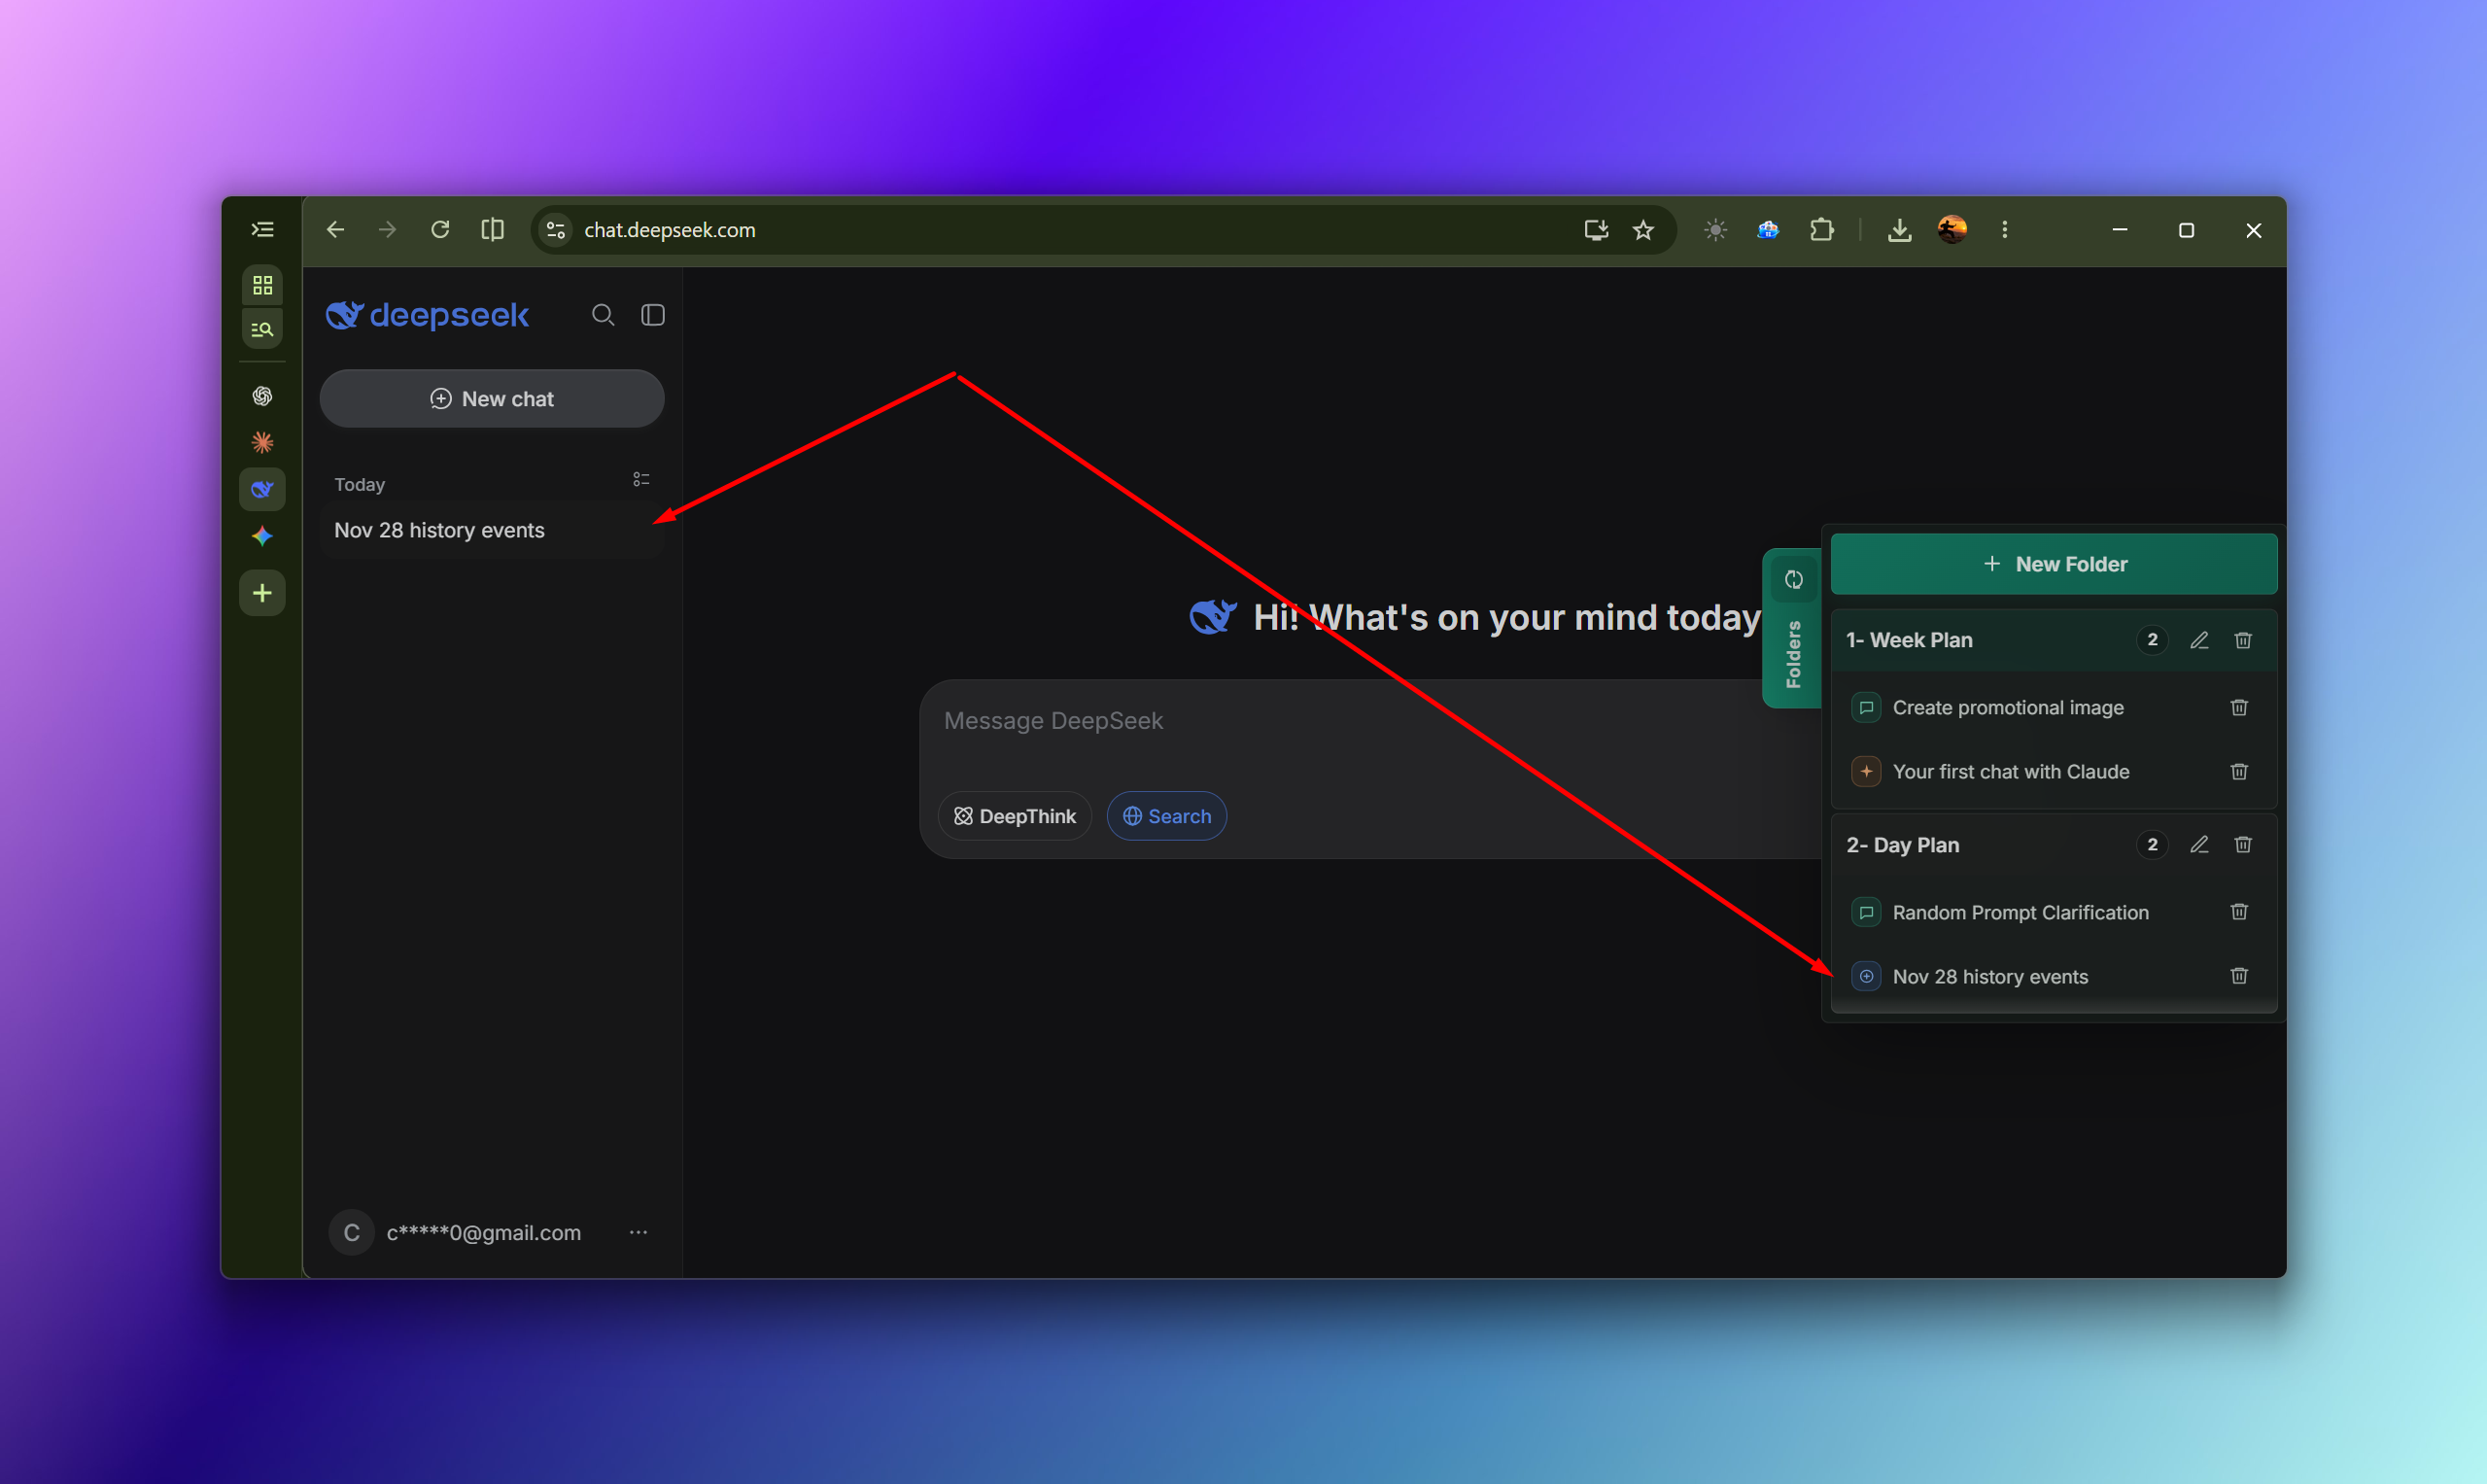 chat.deepseek.com
deepseek
New chat
Today
Nov 28 history events
Hi! What's on your mind today
Message DeepSeek
DeepThink
Search
c*****0@gmail.com
C
Folders
+ New Folder
1- Week Plan
2
Create promotional image
Your first chat with Claude
2- Day Plan
2
Random Prompt Clarification
Nov 28 history events